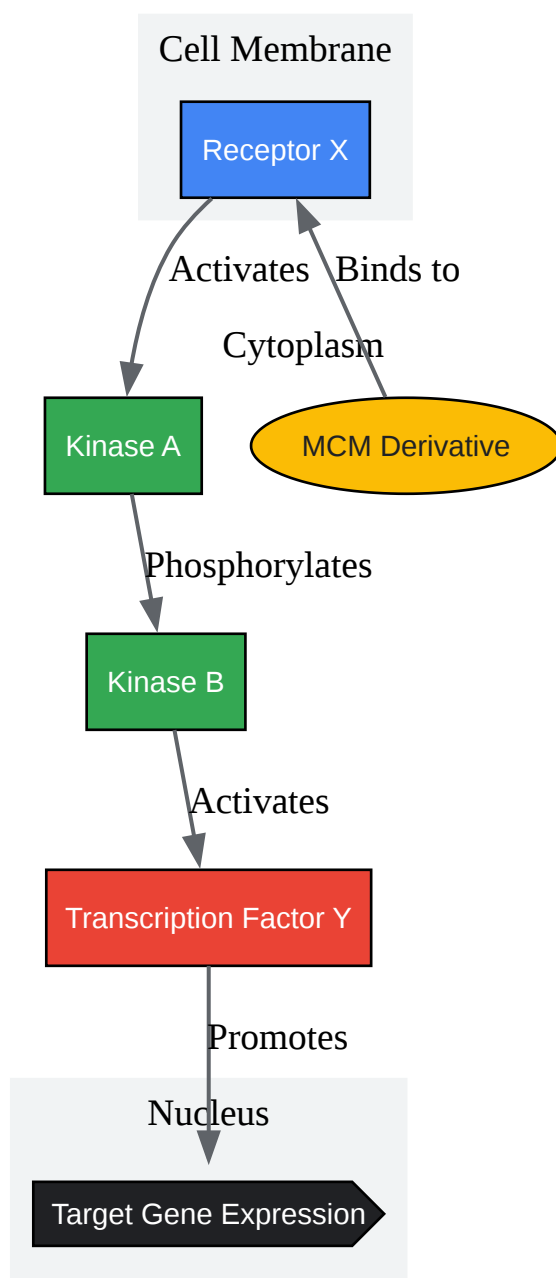 Cell Membrane
Receptor X
Activates
Binds to
Cytoplasm
Kinase A
MCM Derivative
Phosphorylates
Kinase B
Activates
Transcription Factor Y
Promotes
Nucleus
Target Gene Expression